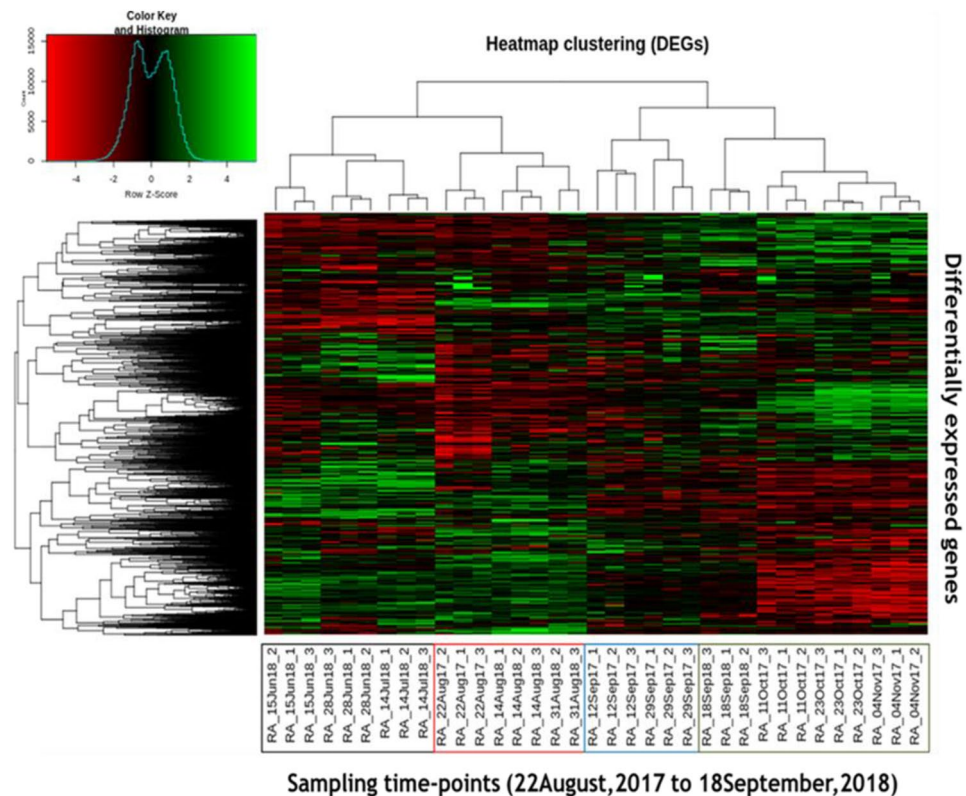 Color Key
and Histogram
Count
0
5000
10000
15000
-4
-2
0
2
4
Row Z-Score
Heatmap clustering (DEGs)
Differentially expressed genes
RA_15Jun18_2
RA_15Jun18_1
RA_15Jun18_3
RA_28Jun18_3
RA_28Jun18_1
RA_28Jun18_2
RA_14Jul18_1
RA_14Jul18_2
RA_14Jul18_3
RA_22Aug17_2
RA_22Aug17_1
RA_22Aug17_3
RA_14Aug18_1
RA_14Aug18_2
RA_14Aug18_3
RA_31Aug18_2
RA_31Aug18_3
RA_12Sep17_1
RA_12Sep17_2
RA_12Sep17_3
RA_29Sep17_1
RA_29Sep17_2
RA_29Sep17_3
RA_18Sep18_3
RA_18Sep18_1
RA_18Sep18_2
RA_11Oct17_3
RA_11Oct17_1
RA_11Oct17_2
RA_23Oct17_3
RA_23Oct17_1
RA_23Oct17_2
RA_04Nov17_3
RA_04Nov17_1
RA_04Nov17_2
Sampling time-points (22August,2017 to 18September,2018)